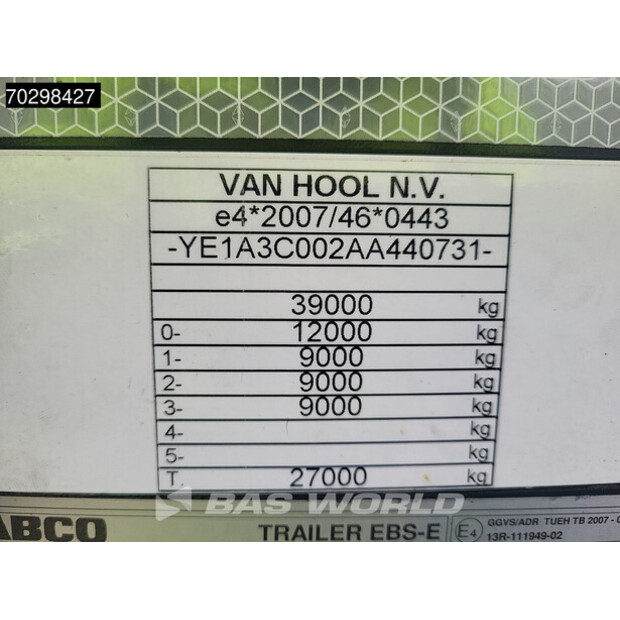 70298427
VAN HOOL N.V.
e4*2007/46*0443
-YE1A3C002AA440731-
39000 kg
0- 12000 kg
1- 9000 kg
2- 9000 kg
3- 9000 kg
4- kg
5- kg
T 27000 kg
BAS WORLD
ABCO TRAILER EBS-E E4 GGVS/ADR TUEH TB 2007 -
13R-111949-02